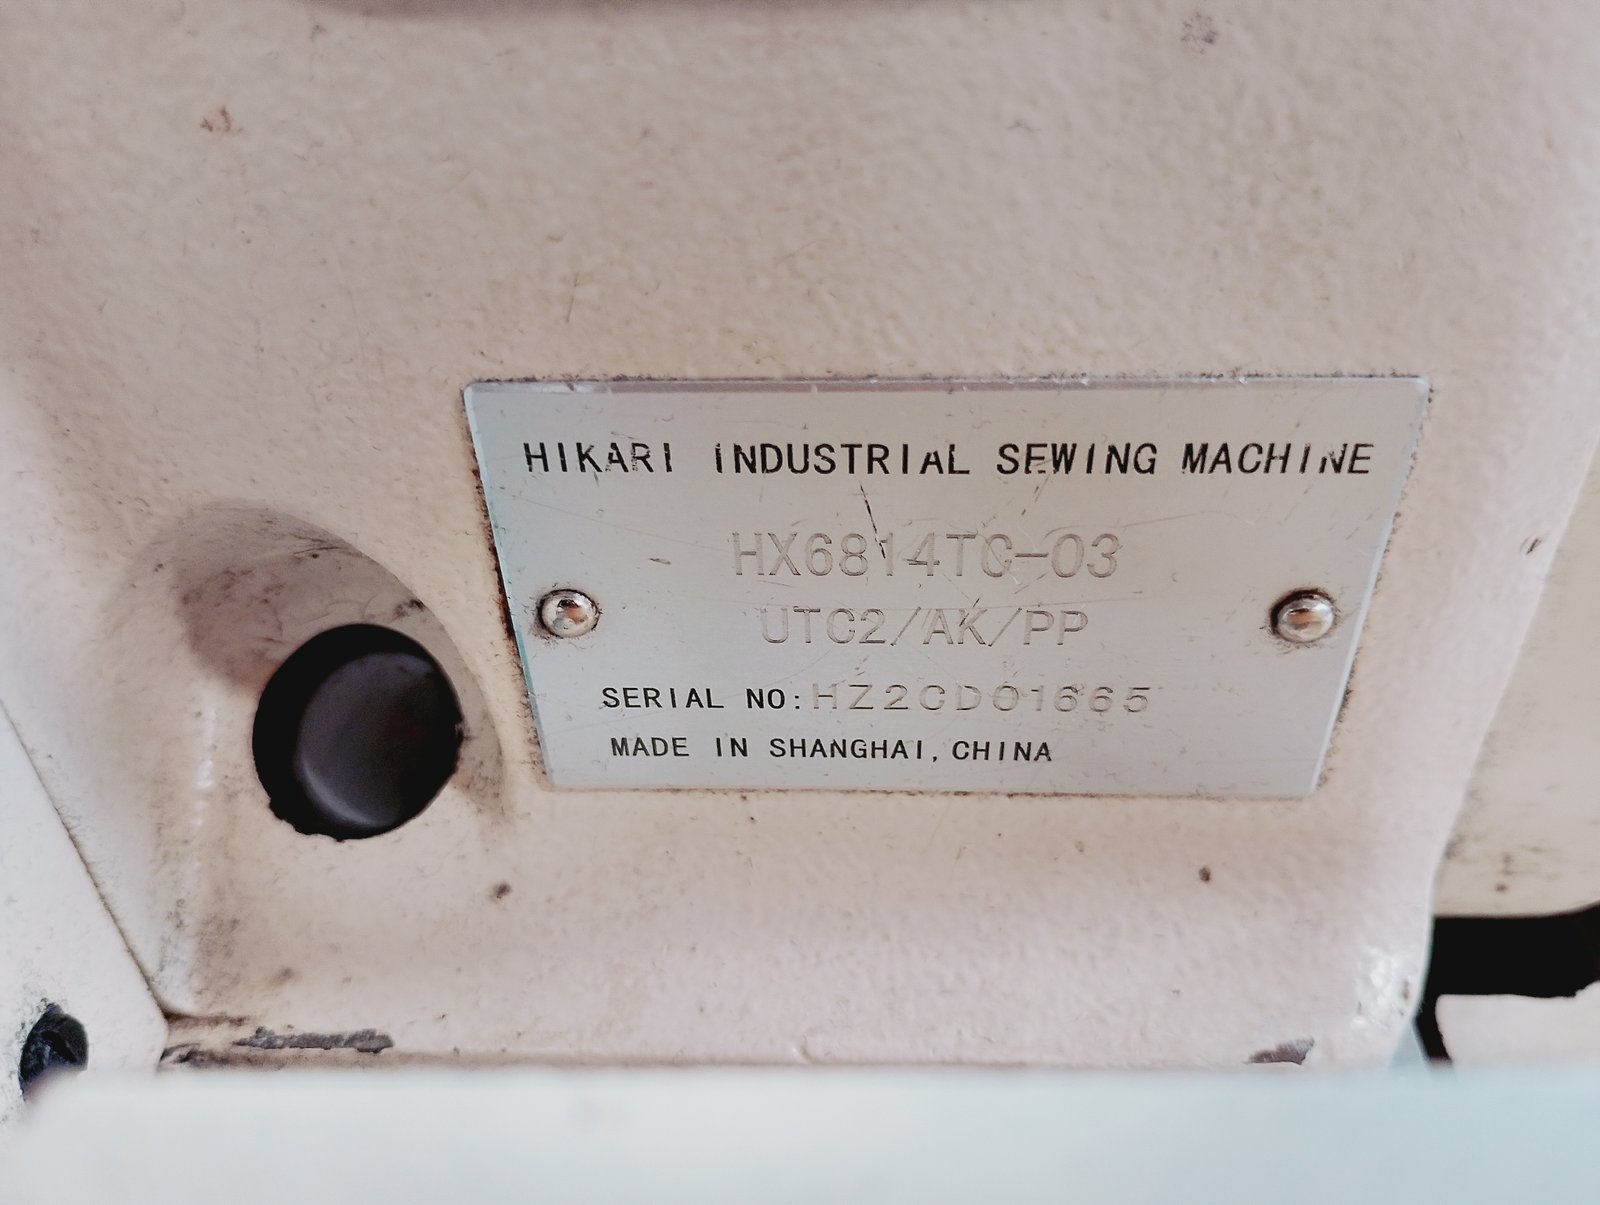 HIKARI INDUSTRIAL SEWING MACHINE
HX6814TC-03
UTC2/AK/PP
SERIAL NO:HZ2CD01665
MADE IN SHANGHAI, CHINA